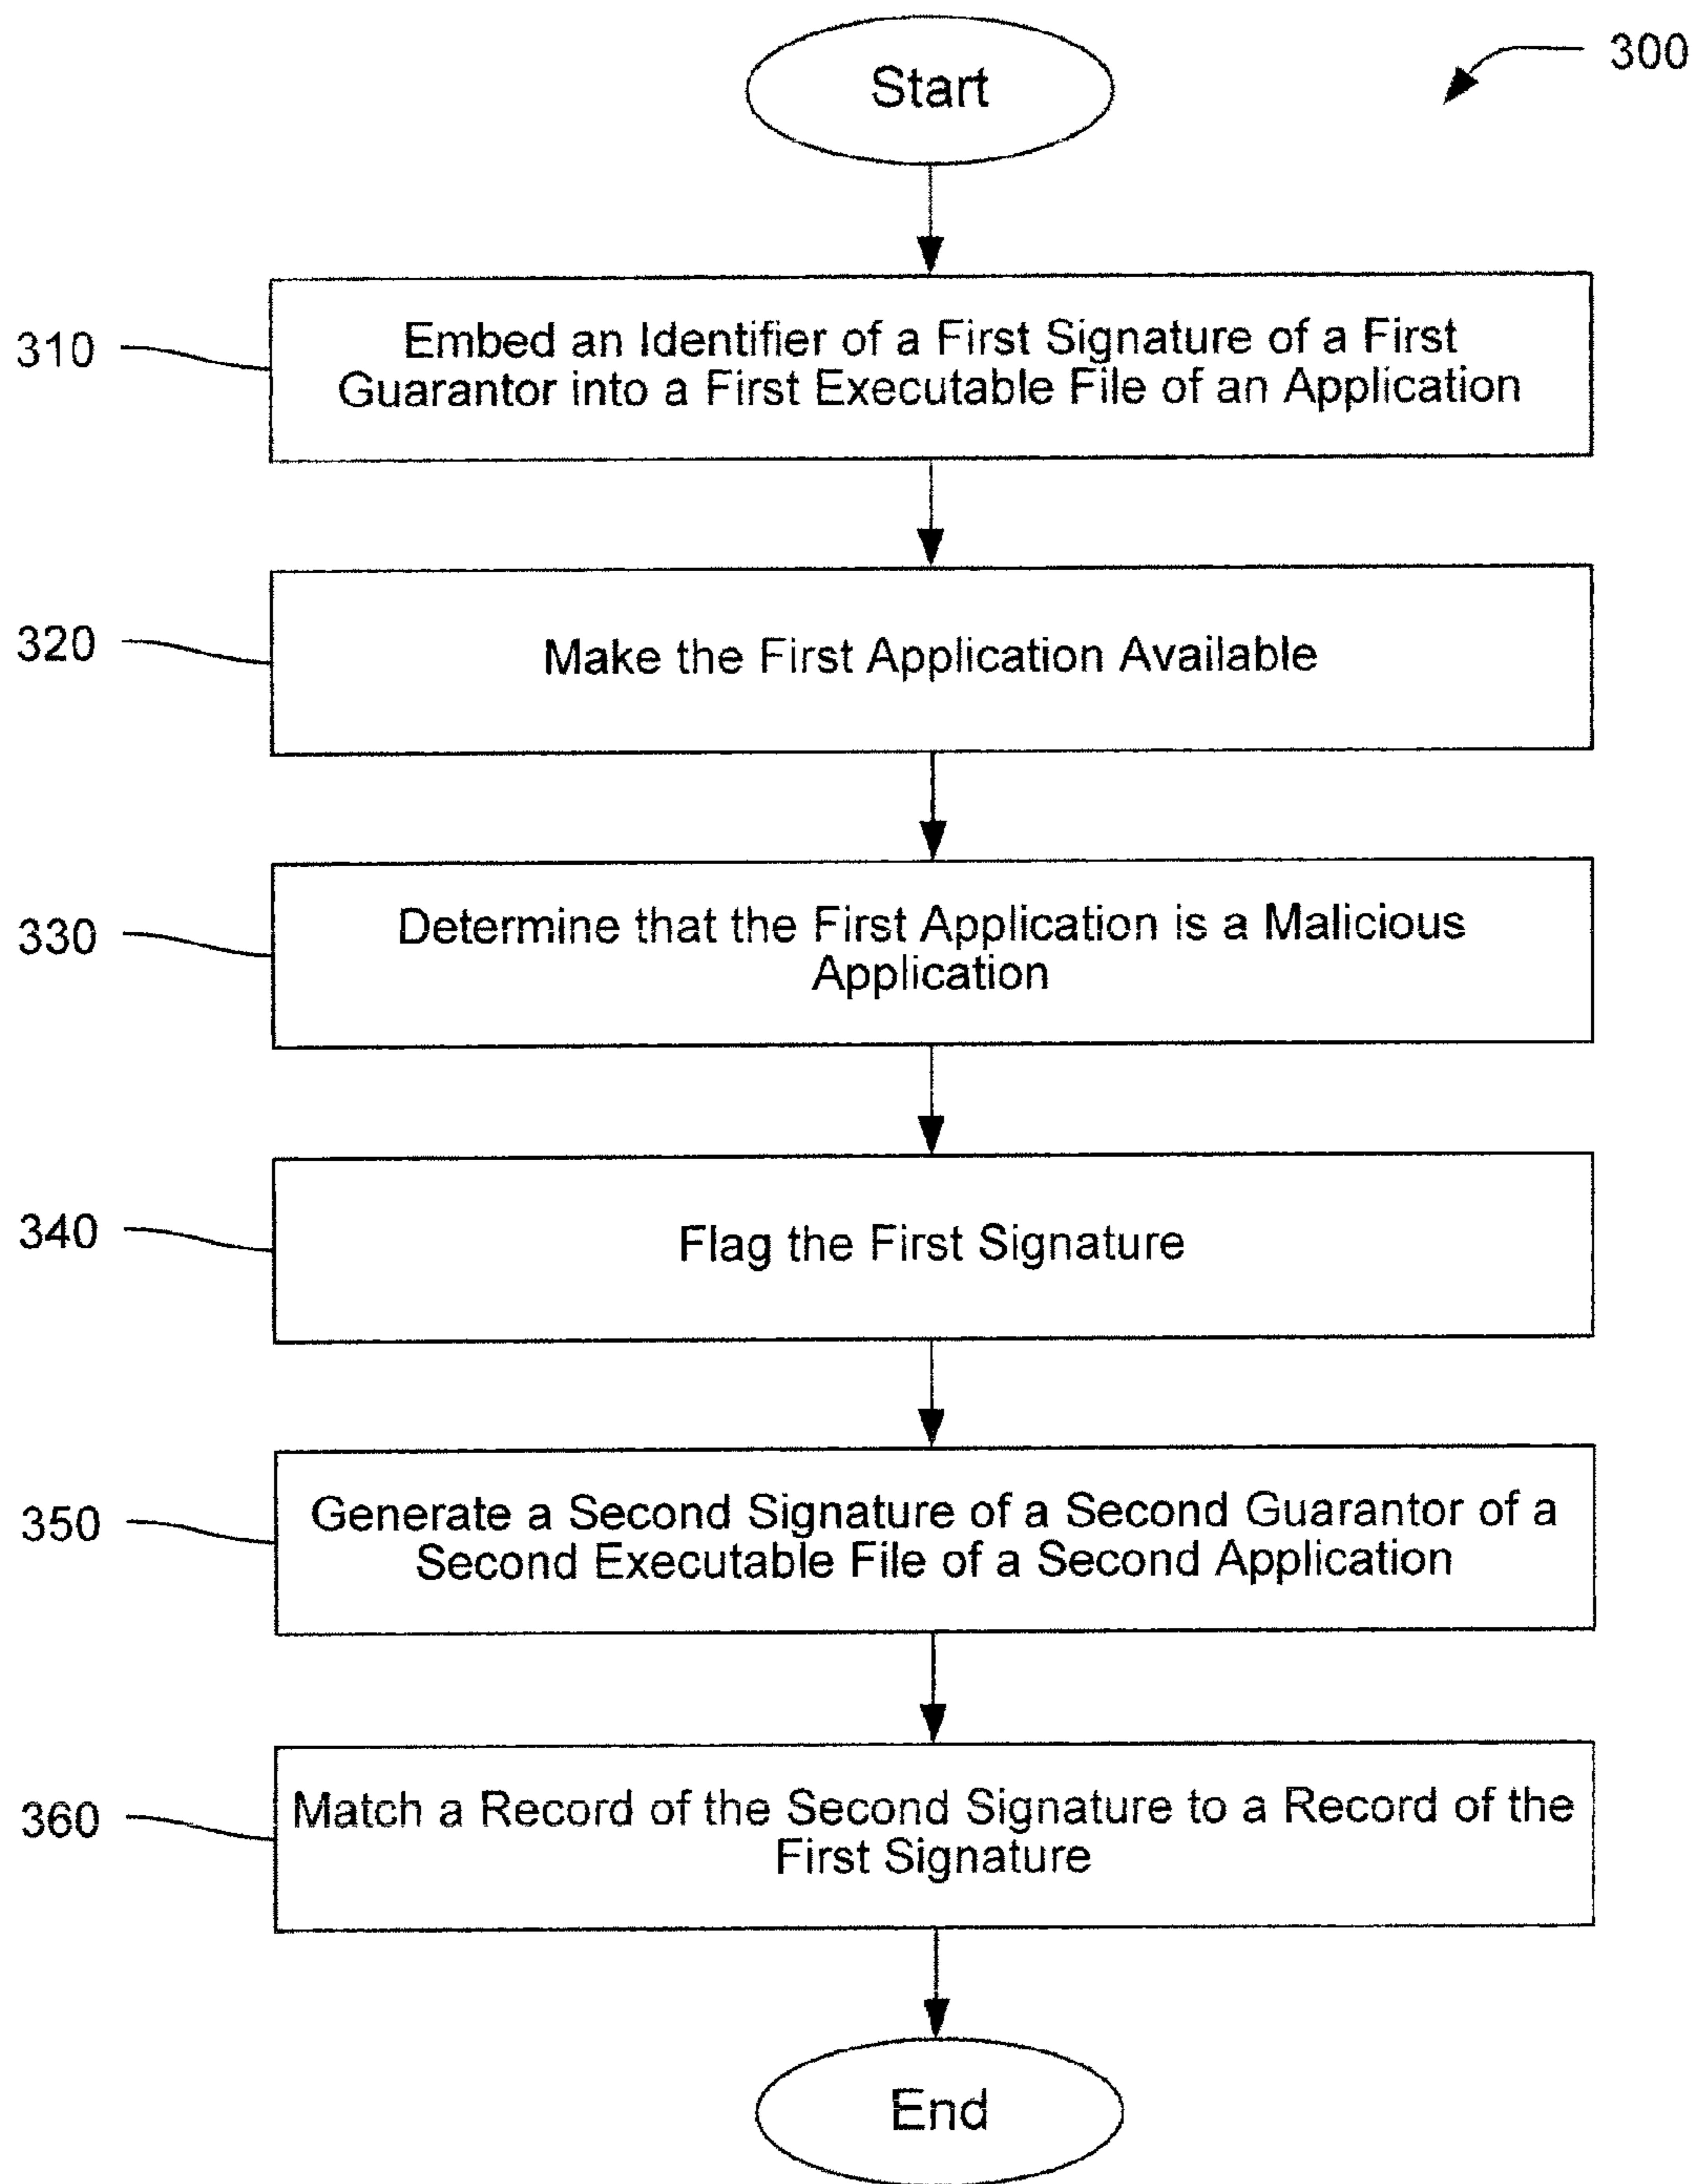 Start
300
310
Embed an Identifier of a First Signature of a First
Guarantor into a First Executable File of an Application
320
Make the First Application Available
330
Determine that the First Application is a Malicious
Application
340
Flag the First Signature
350
Generate a Second Signature of a Second Guarantor of a
Second Executable File of a Second Application
360
Match a Record of the Second Signature to a Record of the
First Signature
End